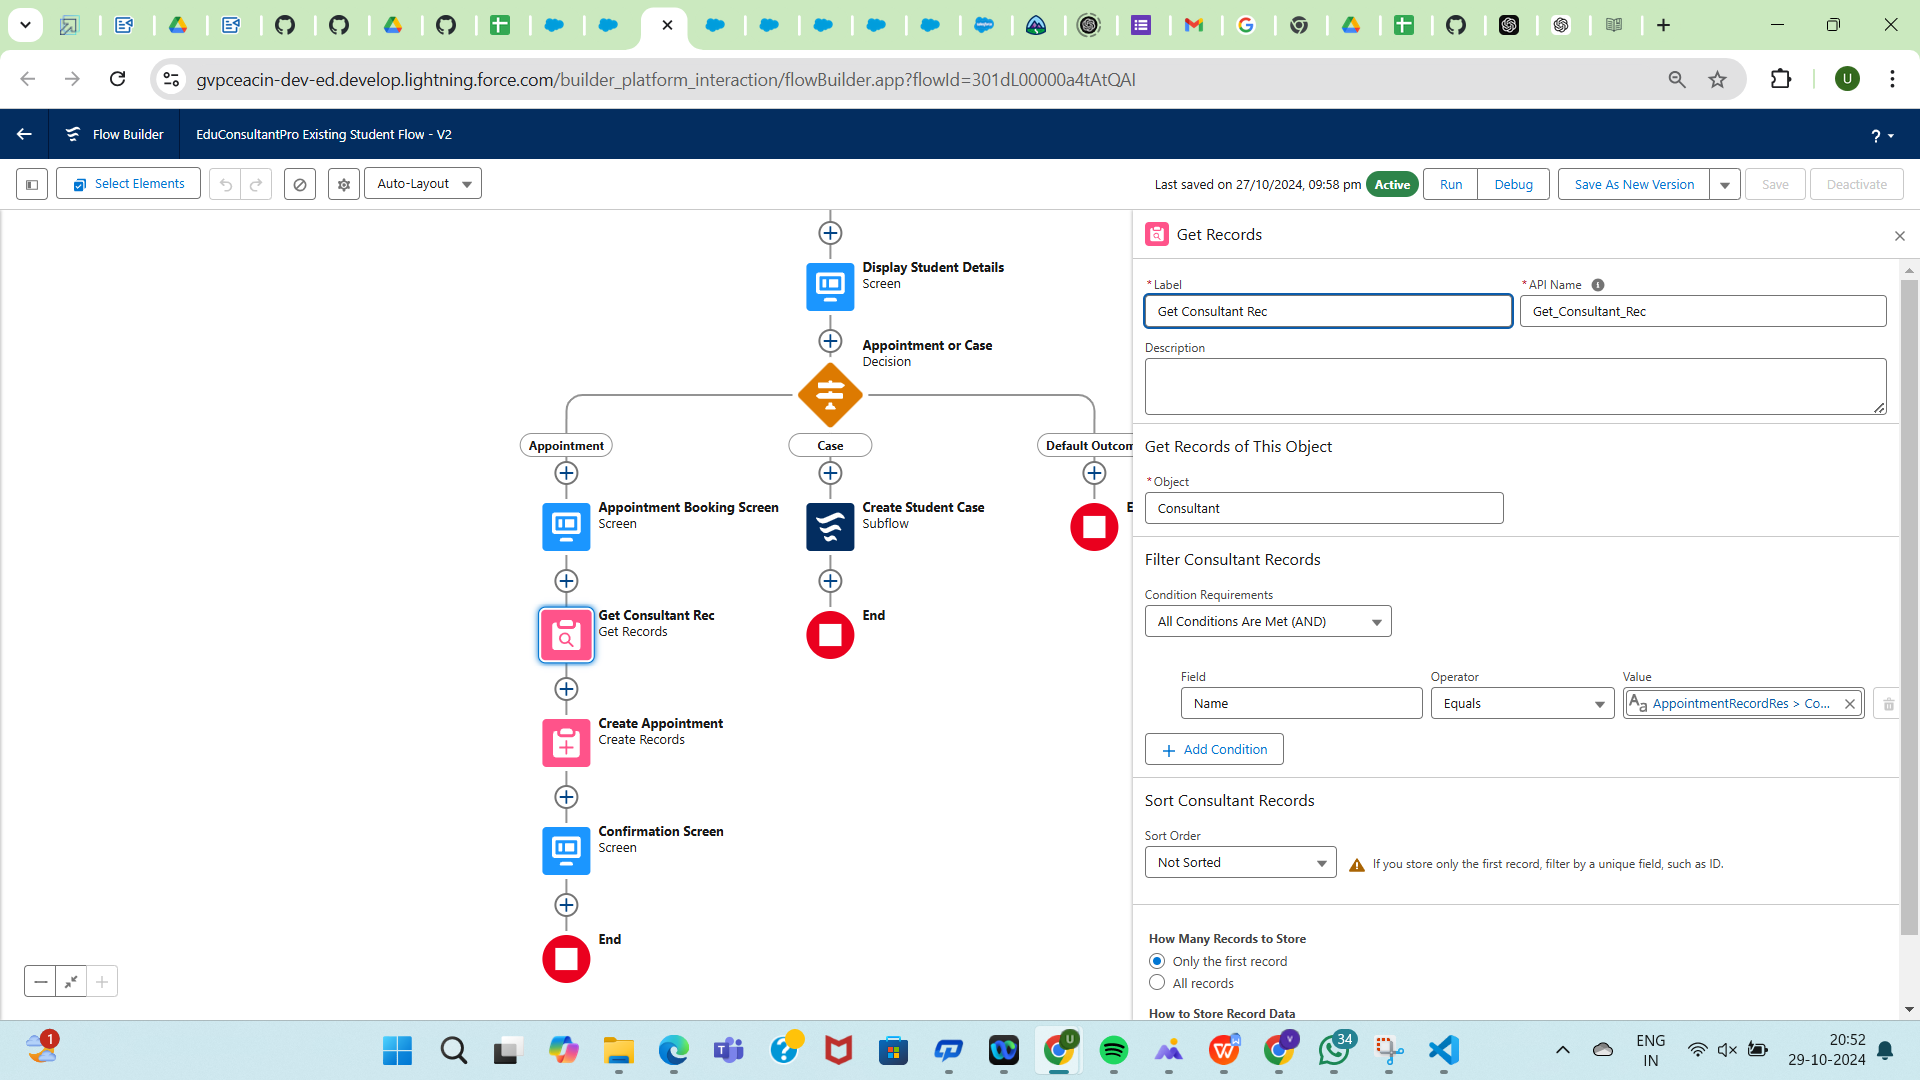 gvpceacin-dev-ed.develop.lightning.force.com/builder_platform_interaction/flowBuilder.app?flowId=301dL00000a4tAtQAI
U
Flow Builder
EduConsultantPro Existing Student Flow - V2
?
Select Elements
Auto-Layout
Last saved on 27/10/2024, 09:58 pm
Active
Run
Debug
Save As New Version
Save
Deactivate
Display Student Details
Screen
Appointment or Case
Decision
Appointment
Case
Default Outcom
Appointment Booking Screen
Screen
Create Student Case
Subflow
E
Get Consultant Rec
Get Records
End
Create Appointment
Create Records
Confirmation Screen
Screen
End
Get Records
* Label
Get Consultant Rec
* API Name
Get_Consultant_Rec
Description
Get Records of This Object
* Object
Consultant
Filter Consultant Records
Condition Requirements
All Conditions Are Met (AND)
Field
Operator
Value
Name
Equals
Aa AppointmentRecordRes > Co...
+ Add Condition
Sort Consultant Records
Sort Order
Not Sorted
If you store only the first record, filter by a unique field, such as ID.
How Many Records to Store
Only the first record
All records
How to Store Record Data
1
U
V
34
ENG
IN
20:52
29-10-2024